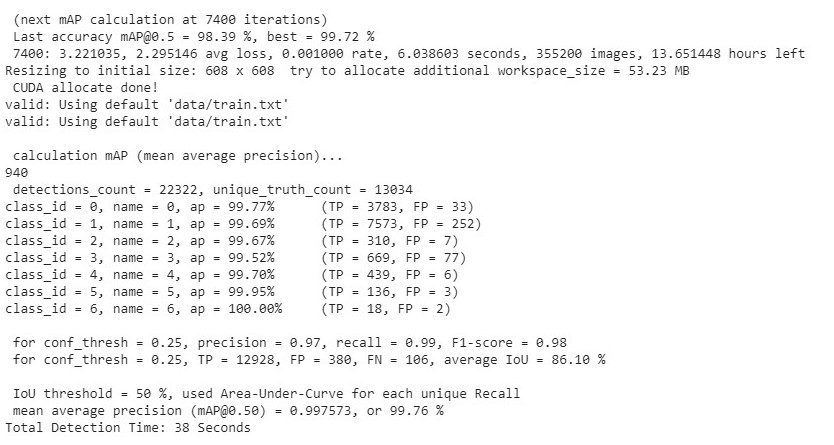 (next mAP calculation at 7400 iterations)
Last accuracy mAP@0.5 = 98.39 %, best = 99.72 %
7400: 3.221035, 2.295146 avg loss, 0.001000 rate, 6.038603 seconds, 355200 images, 13.651448 hours left
Resizing to initial size: 608 x 608  try to allocate additional workspace_size = 53.23 MB
CUDA allocate done!
valid: Using default 'data/train.txt'
valid: Using default 'data/train.txt'
calculation mAP (mean average precision)...
940
detections_count = 22322, unique_truth_count = 13034
class_id = 0, name = 0, ap = 99.77%      (TP = 3783, FP = 33)
class_id = 1, name = 1, ap = 99.69%      (TP = 7573, FP = 252)
class_id = 2, name = 2, ap = 99.67%      (TP = 310, FP = 7)
class_id = 3, name = 3, ap = 99.52%      (TP = 669, FP = 77)
class_id = 4, name = 4, ap = 99.70%      (TP = 439, FP = 6)
class_id = 5, name = 5, ap = 99.95%      (TP = 136, FP = 3)
class_id = 6, name = 6, ap = 100.00%     (TP = 18, FP = 2)
for conf_thresh = 0.25, precision = 0.97, recall = 0.99, F1-score = 0.98
for conf_thresh = 0.25, TP = 12928, FP = 380, FN = 106, average IoU = 86.10 %
IoU threshold = 50 %, used Area-Under-Curve for each unique Recall
mean average precision (mAP@0.50) = 0.997573, or 99.76 %
Total Detection Time: 38 Seconds